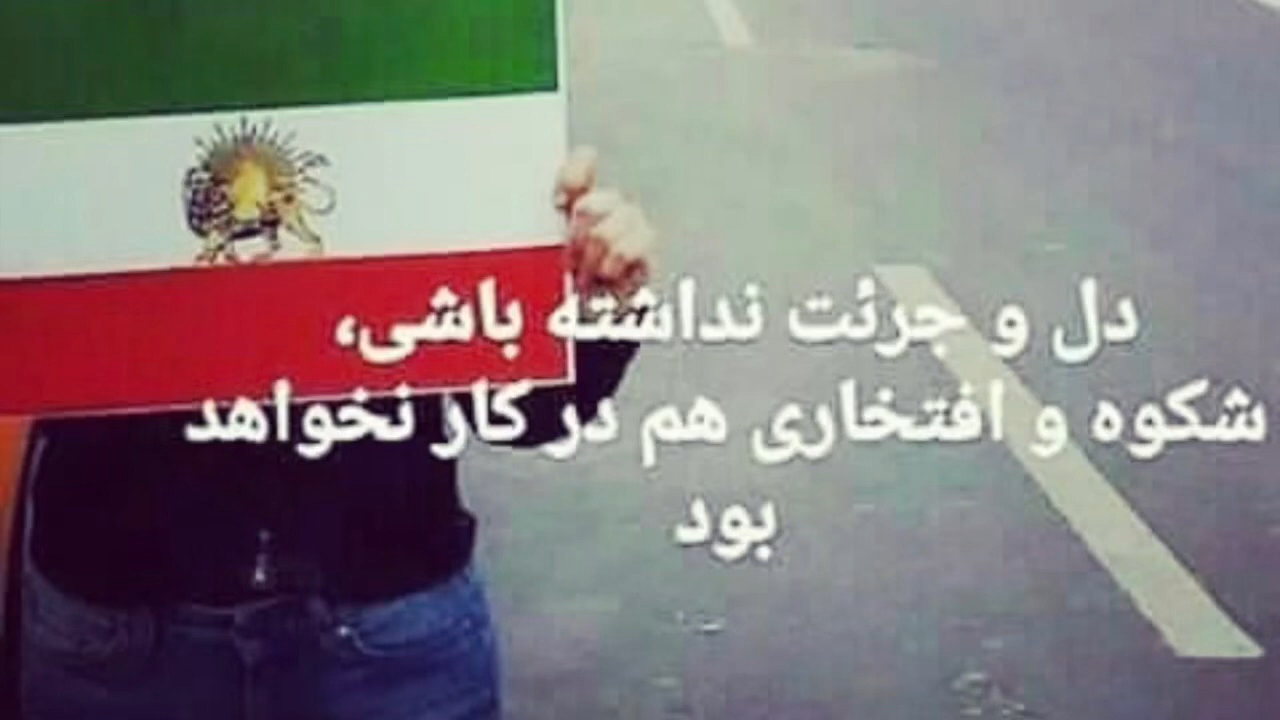 دل و جرئت نداشته باشی،
شکوه و افتخاری هم در کار نخواهد
بود